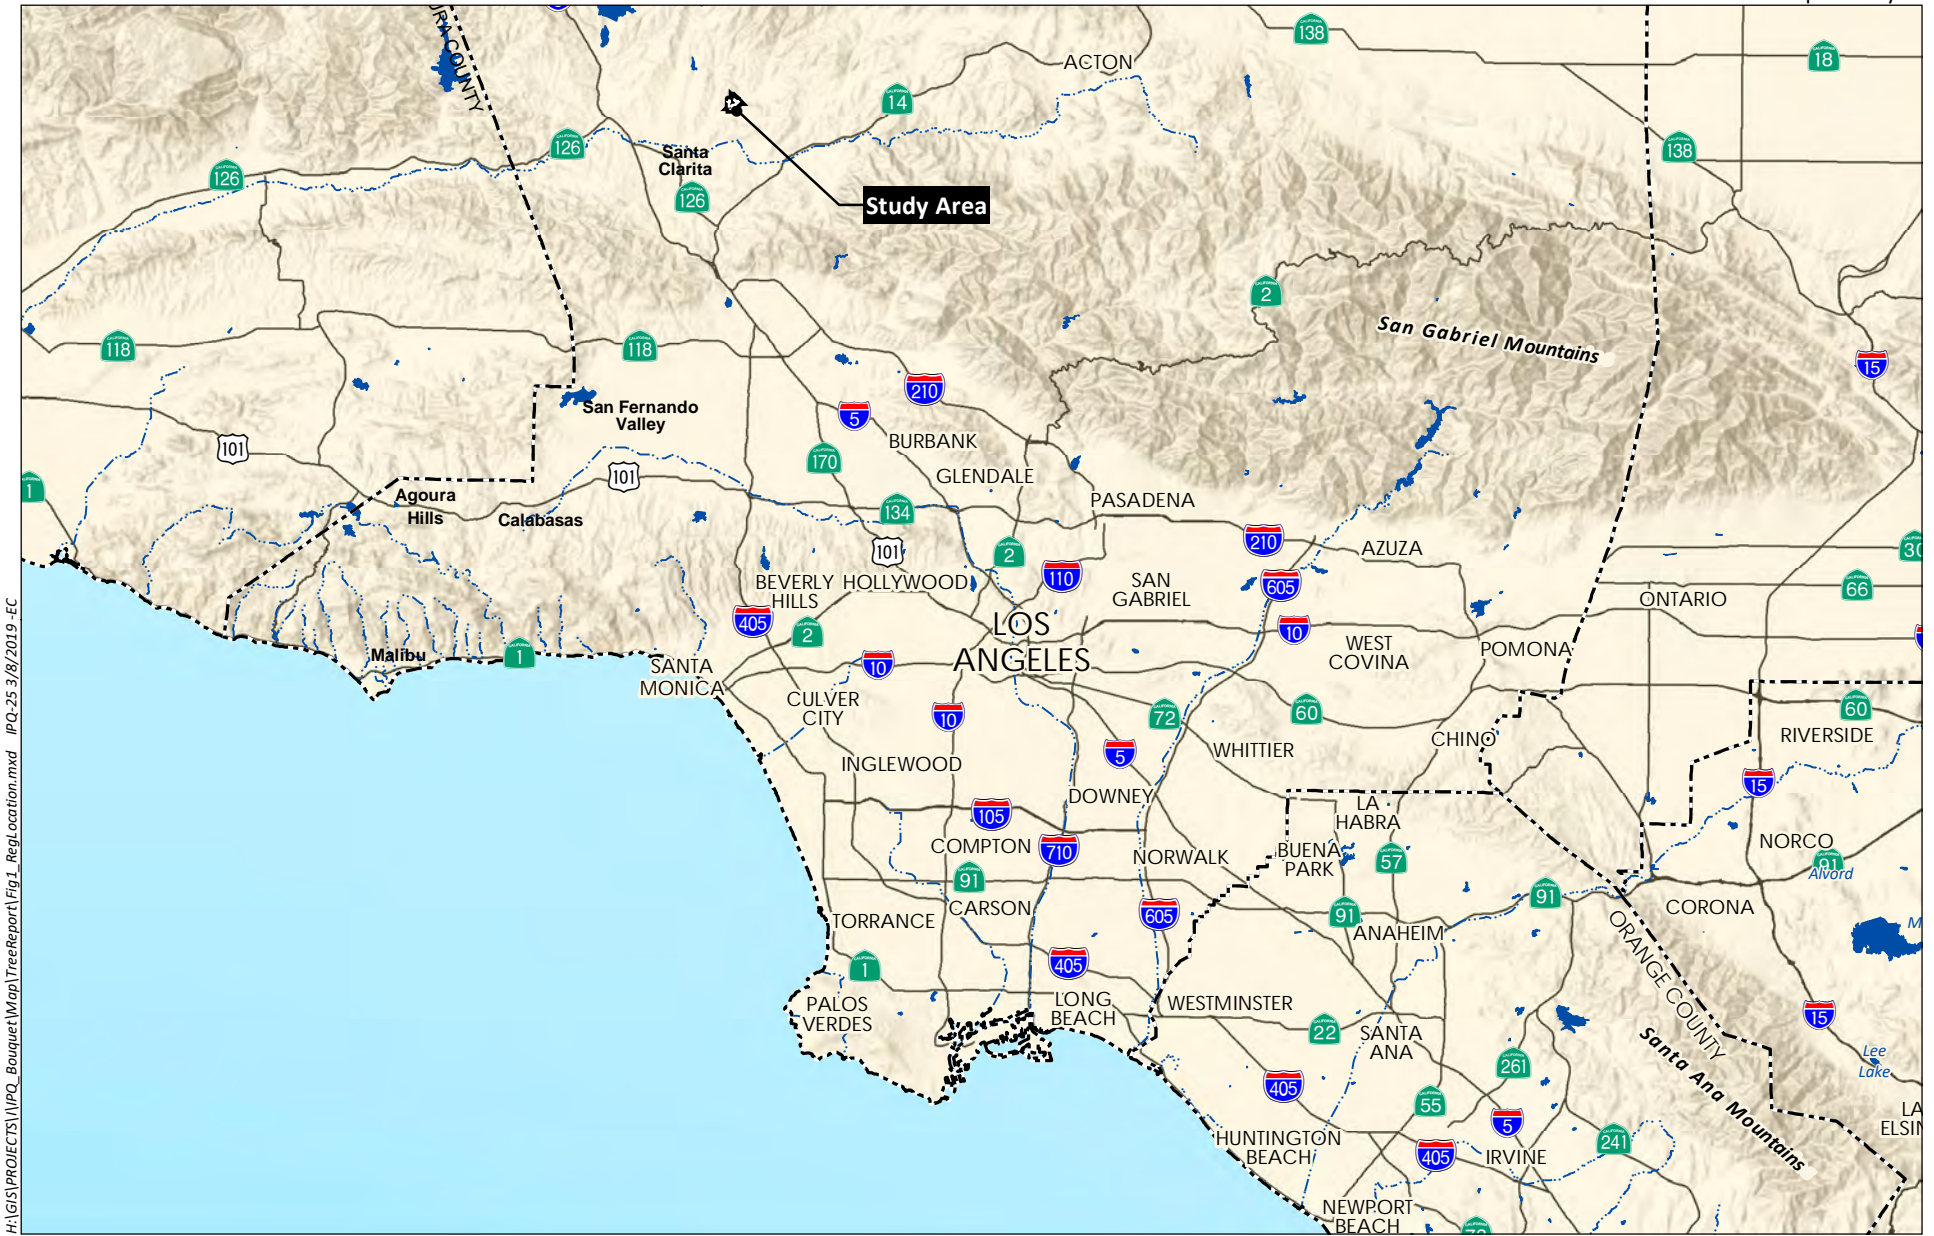 138
18
ACTON
14
URA COUNTY
126
138
Santa
Clarita
126
126
Study Area
2
San Gabriel Mountains
118
118
15
210
San Fernando
Valley
5
BURBANK
101
170
GLENDALE
101
1
Agoura
Hills
Calabasas
134
PASADENA
101
2
210
AZUZA
30
BEVERLY
HILLS
HOLLYWOOD
110
SAN
GABRIEL
605
66
ONTARIO
405
2
LOS
ANGELES
10
WEST
COVINA
POMONA
Malibu
1
SANTA
MONICA
10
CULVER
CITY
10
72
60
60
CHINO
RIVERSIDE
WHITTIER
5
INGLEWOOD
15
DOWNEY
LA
HABRA
105
COMPTON
710
NORWALK
BUENA
PARK
57
NORCO
91
Alvord
91
CARSON
605
91
91
CORONA
TORRANCE
ANAHEIM
M
ORANGE COUNTY
1
405
PALOS
VERDES
LONG
BEACH
WESTMINSTER
22
SANTA
ANA
15
Santa Ana Mountains
Lee
Lake
261
405
55
5
LA
ELSIN
HUNTINGTON
BEACH
405
IRVINE
241
NEWPORT
BEACH
H:\GIS\PROJECTS\I\IPQ_Bouquet\Map\TreeReport\Fig1_RegLocation.mxd IPQ-25 3/8/2019 -EC